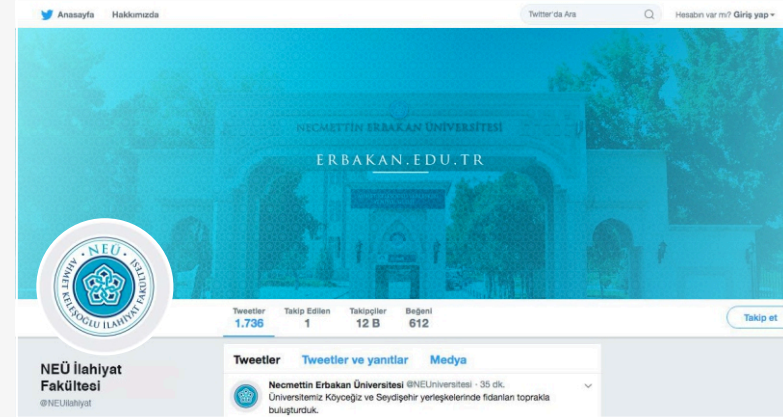 Anasayfa Hakkımızda Twitter'da Ara Hesabın var mı? Giriş yap
NECMETTİN ERBAKAN ÜNİVERSİTESİ
ERBAKAN.EDU.TR
NEÜ
AHMET KELEŞOĞLU İLAHİYAT FAKÜLTESİ
Tweetler Takip Edilen Takipçiler Beğeni
1.736 1 12 B 612
Takip et
NEÜ İlahiyat
Fakültesi
@NEUilahiyat
Tweetler Tweetler ve yanıtlar Medya
Necmettin Erbakan Üniversitesi @NEUniversitesi · 35 dk.
Üniversitemiz Köyceğiz ve Seydişehir yerleşkelerinde fidanları toprakla
buluşturduk.